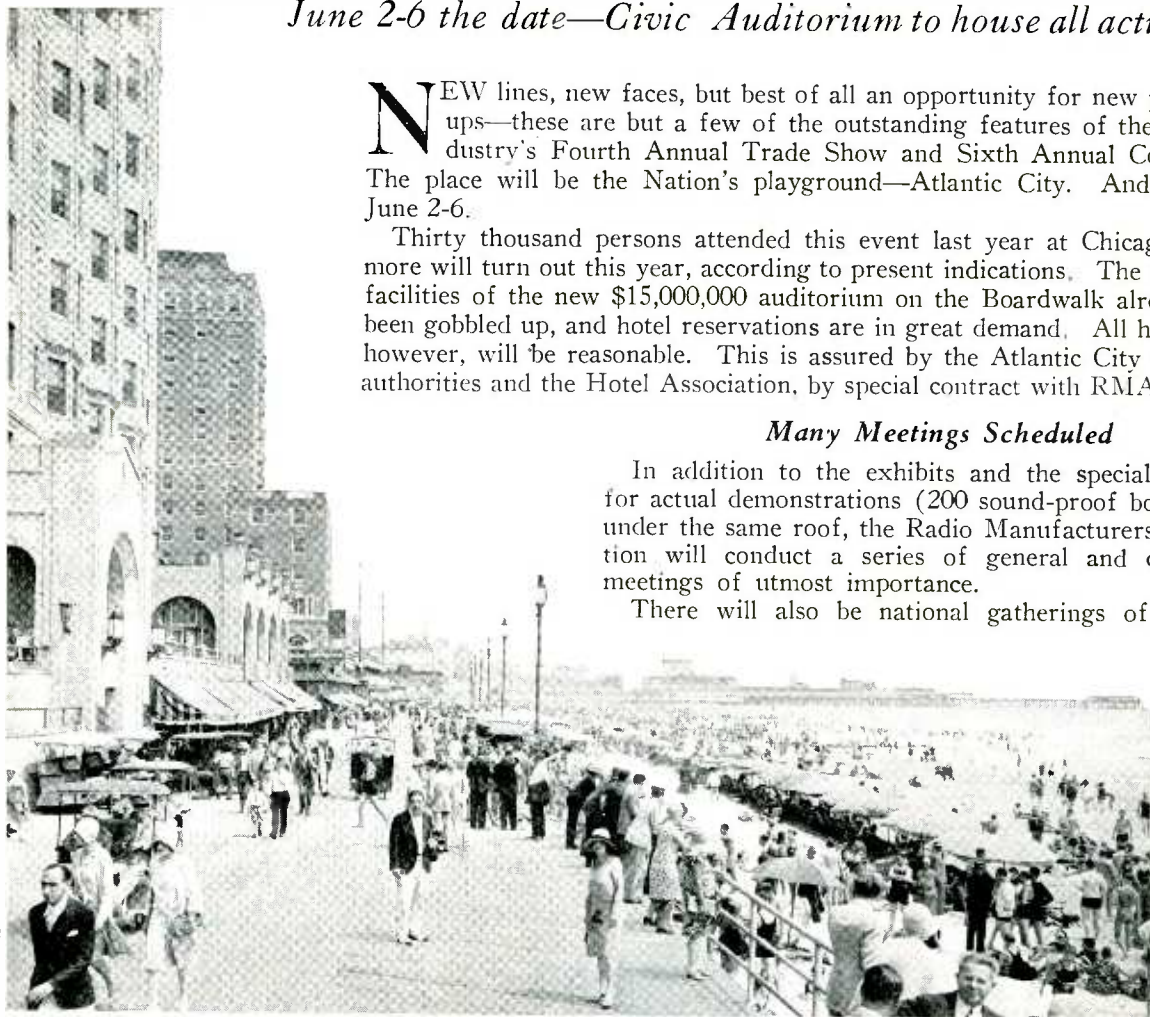 June 2-6 the date—Civic Auditorium to house all acti
NEW lines, new faces, but best of all an opportunity for new
ups—these are but a few of the outstanding features of the
dustry's Fourth Annual Trade Show and Sixth Annual Co
The place will be the Nation's playground—Atlantic City. And
June 2-6.
Thirty thousand persons attended this event last year at Chicag
more will turn out this year, according to present indications. The
facilities of the new $15,000,000 auditorium on the Boardwalk alre
been gobbled up, and hotel reservations are in great demand. All h
however, will be reasonable. This is assured by the Atlantic City
authorities and the Hotel Association, by special contract with RMA
Many Meetings Scheduled
In addition to the exhibits and the special
for actual demonstrations (200 sound-proof bo
under the same roof, the Radio Manufacturers
tion will conduct a series of general and
meetings of utmost importance.
There will also be national gatherings of